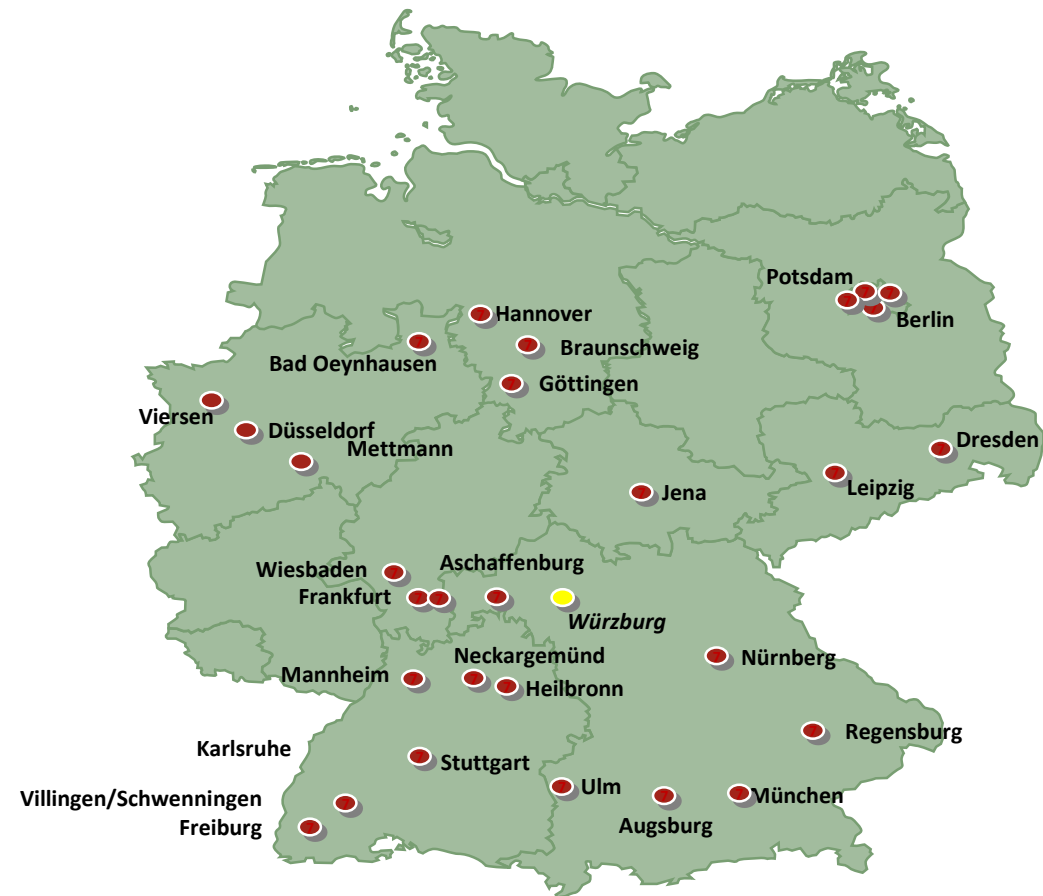 Potsdam
Berlin
Hannover
Braunschweig
Bad Oeynhausen
Göttingen
Viersen
Düsseldorf
Mettmann
Dresden
Leipzig
Jena
Wiesbaden
Aschaffenburg
Frankfurt
Würzburg
Neckargemünd
Mannheim
Heilbronn
Nürnberg
Karlsruhe
Stuttgart
Regensburg
Villingen/Schwenningen
Freiburg
Ulm
München
Augsburg